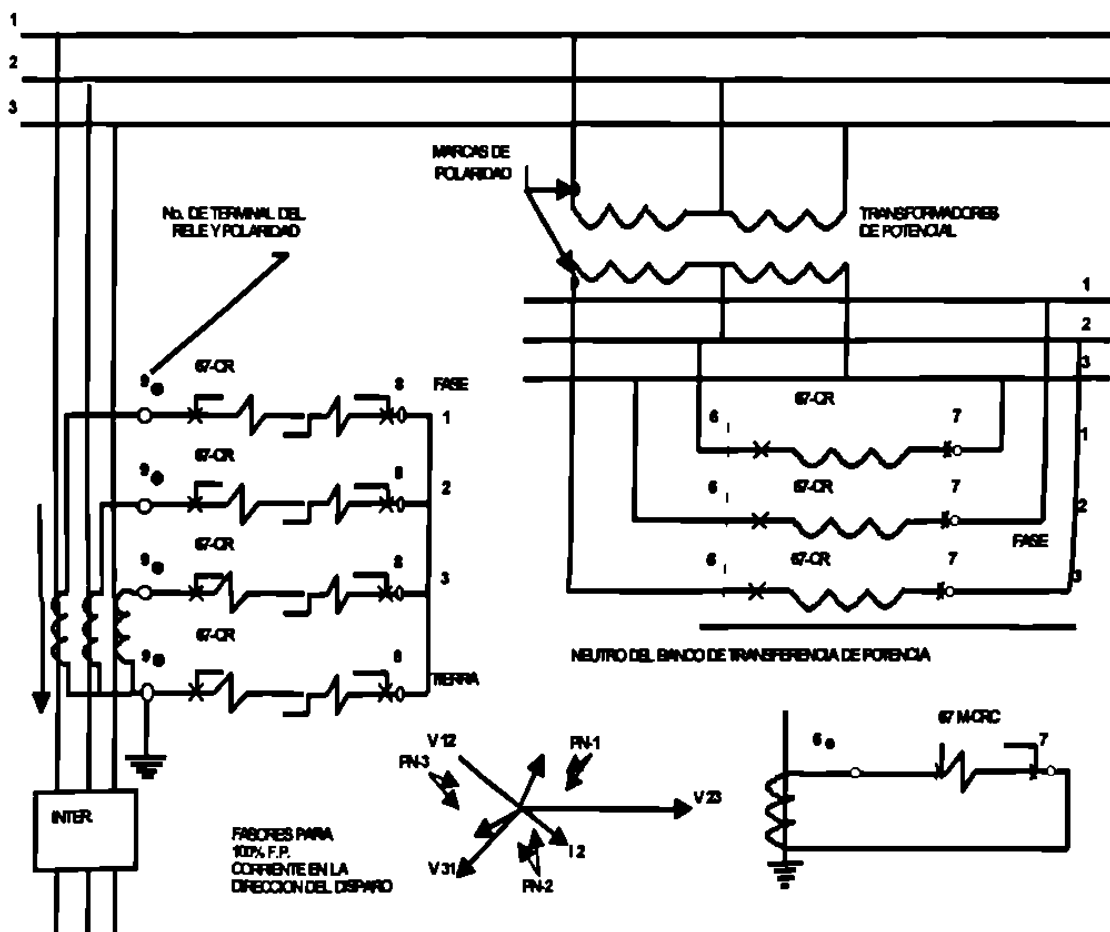 1
2
3
MARCAS DE
POLARIDAD
No. DE TERMINAL DEL
RELE Y POLARIDAD
TRANSFORMADORES
DE POTENCIAL
1
2
3
67-CR
9
8
FASE
1
67-CR
9
8
2
67-CR
9
8
3
67-CR
9
8
TIERRA
67-CR
6
7
1
67-CR
6
7
2
FASE
67-CR
6
7
3
NEUTRO DEL BANCO DE TRANSFERENCIA DE POTENCIA
67 M-CRC
6
7
V12
PN-3
PN-1
V23
I2
V31
PN-2
INTER
FASORES PARA
100% F.P.
CORRIENTE EN LA
DIRECCION DEL DISPARO